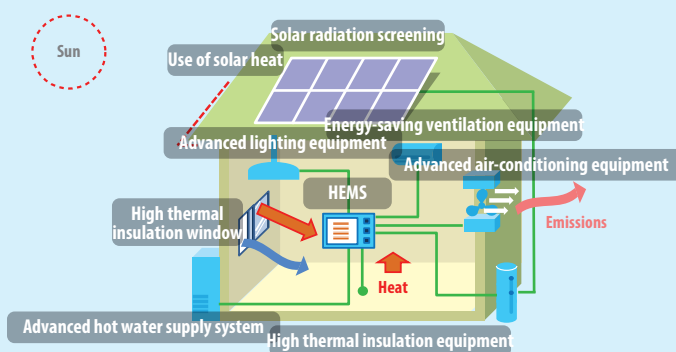 Solar radiation screening
Sun
Use of solar heat
Energy-saving ventilation equipment
Advanced lighting equipment
Advanced air-conditioning equipment
HEMS
High thermal
insulation window
Emissions
Heat
Advanced hot water supply system
High thermal insulation equipment